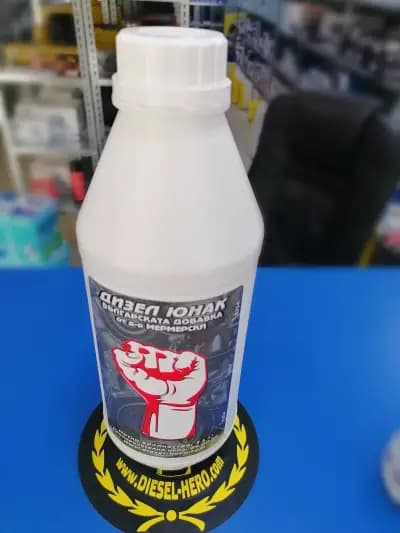 ДИЗЕЛ ЮНАК
БЪЛГАРСКАТА ДОБАВКА
ОТ Д-Р МЕРМЕРСКИ
www.DIESEL-HERO.com